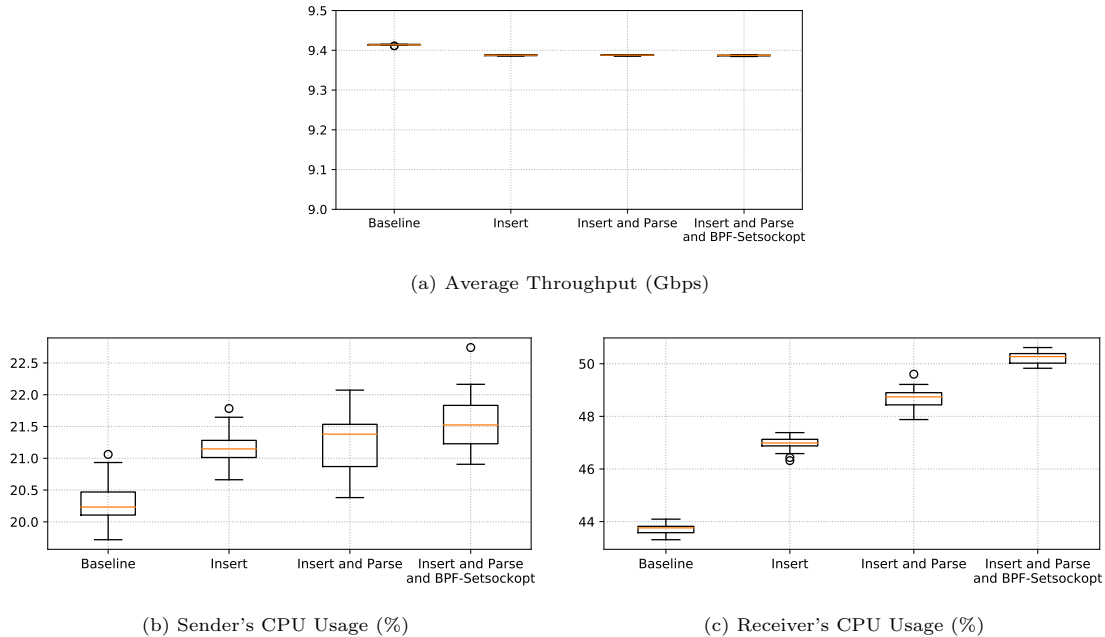 9.5
9.4
9.3
9.2
9.1
9.0
Baseline
Insert
Insert and Parse
Insert and Parse
and BPF-Setsockopt
(a) Average Throughput (Gbps)
22.5
22.0
21.5
21.0
20.5
20.0
Baseline
Insert
Insert and Parse
Insert and Parse
and BPF-Setsockopt
(b) Sender's CPU Usage (%)
50
48
46
44
Baseline
Insert
Insert and Parse
Insert and Parse
and BPF-Setsockopt
(c) Receiver's CPU Usage (%)